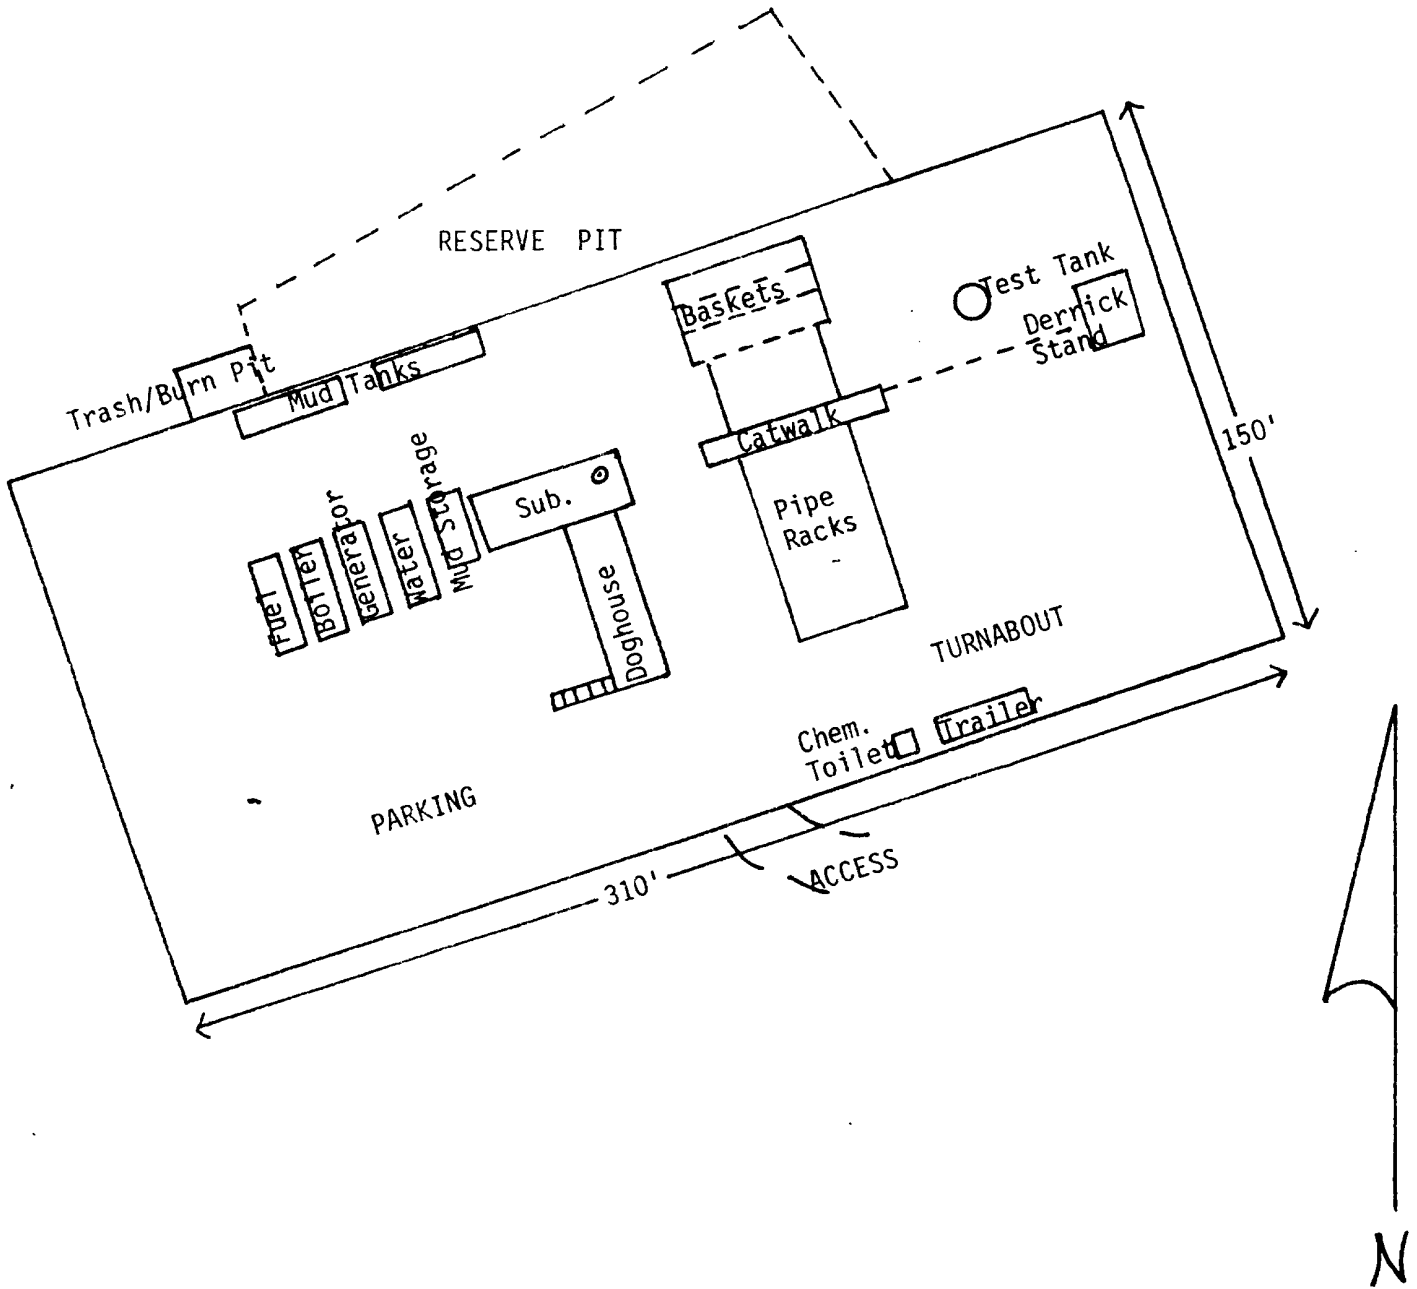 RESERVE PIT
Test Tank
Baskets
Derrick
Stand
Trash/Burn Pit
Mud Tanks
Catwalk
150'
Mud Storage
Sub.
Pipe
Racks
Generator
Water
Boiler
Fuel
Doghouse
TURNABOUT
Chem.
Toilet
Trailer
PARKING
ACCESS
310'
N